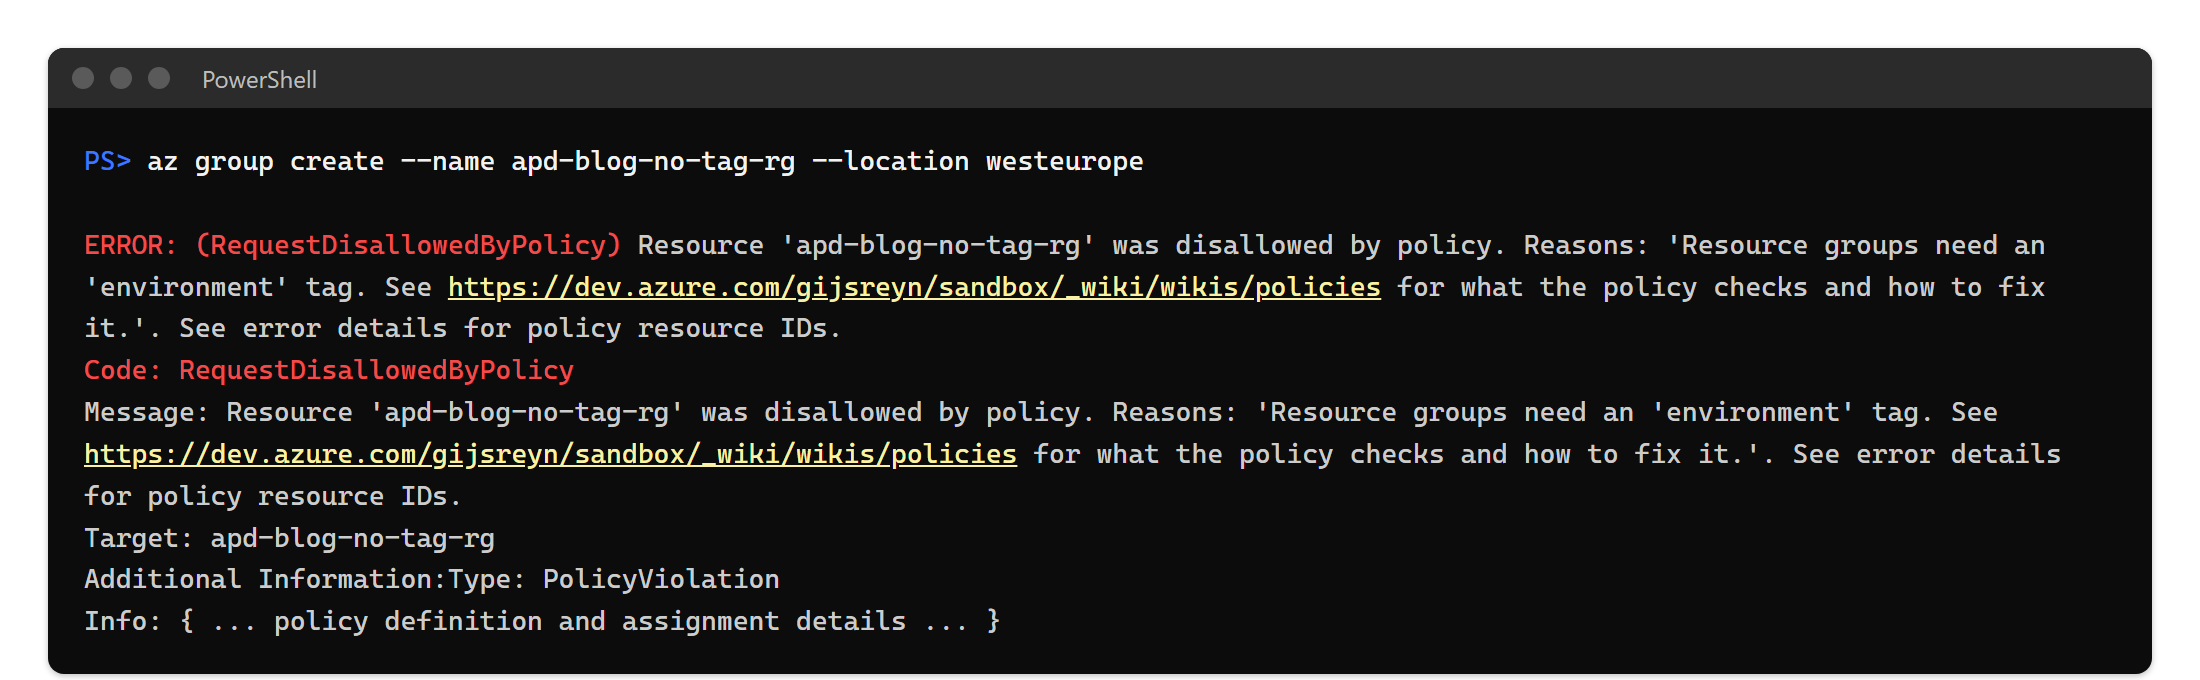 PowerShell
PS> az group create --name apd-blog-no-tag-rg --location westeurope
ERROR: (RequestDisallowedByPolicy) Resource 'apd-blog-no-tag-rg' was disallowed by policy. Reasons: 'Resource groups need an
'environment' tag. See https://dev.azure.com/gijsreyn/sandbox/_wiki/wikis/policies for what the policy checks and how to fix
it.'. See error details for policy resource IDs.
Code: RequestDisallowedByPolicy
Message: Resource 'apd-blog-no-tag-rg' was disallowed by policy. Reasons: 'Resource groups need an 'environment' tag. See
https://dev.azure.com/gijsreyn/sandbox/_wiki/wikis/policies for what the policy checks and how to fix it.'. See error details
for policy resource IDs.
Target: apd-blog-no-tag-rg
Additional Information:Type: PolicyViolation
Info: { ... policy definition and assignment details ... }